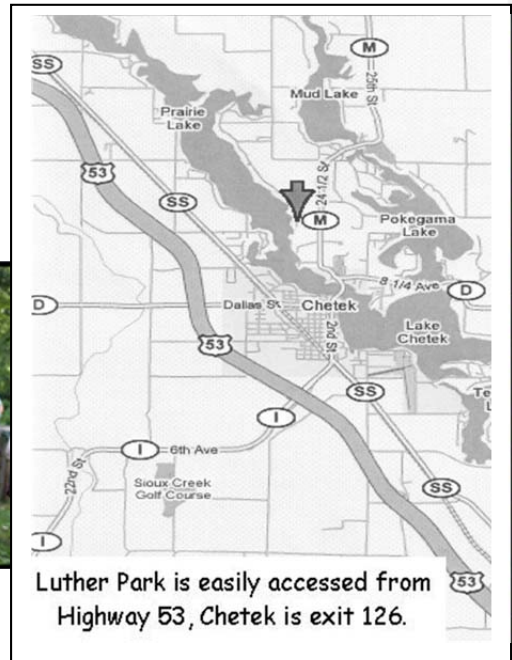 M
SS
25th St
Mud Lake
Prairie
Lake
53
SS
24 1/2 St
M
Pokegama
Lake
8 1/4 Ave
D
D
Dallas St
Chetek
Lake
Chetek
53
2nd St
SS
I
I
6th Ave
22nd St
Sioux Creek
Golf Course
SS
I
53
Luther Park is easily accessed from
Highway 53, Chetek is exit 126.